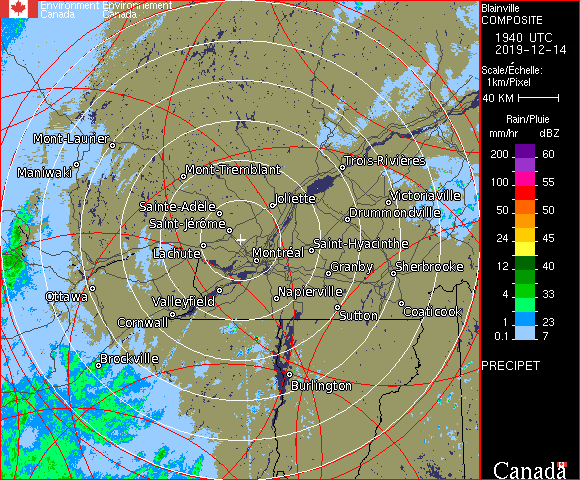 Environment Environnement
Canada Canada
Blainville
COMPOSITE
1940 UTC
2019-12-14
Scale/Échelle:
1km/Pixel
40 KM
Rain/Pluie
mm/hr dBZ
200 60
100 55
50 50
24 45
12 40
4 33
1 23
0.1 7
PRECIPET
Canada
Mont-Laurier
Maniwaki
Mont-Tremblant
Trois-Rivières
Sainte-Adèle
Joliette
Victoriaville
Saint-Jérôme
Drummondville
Lachute
Montréal
Saint-Hyacinthe
Granby
Sherbrooke
Ottawa
Valleyfield
Napierville
Cornwall
Sutton
Coaticook
Brockville
Burlington